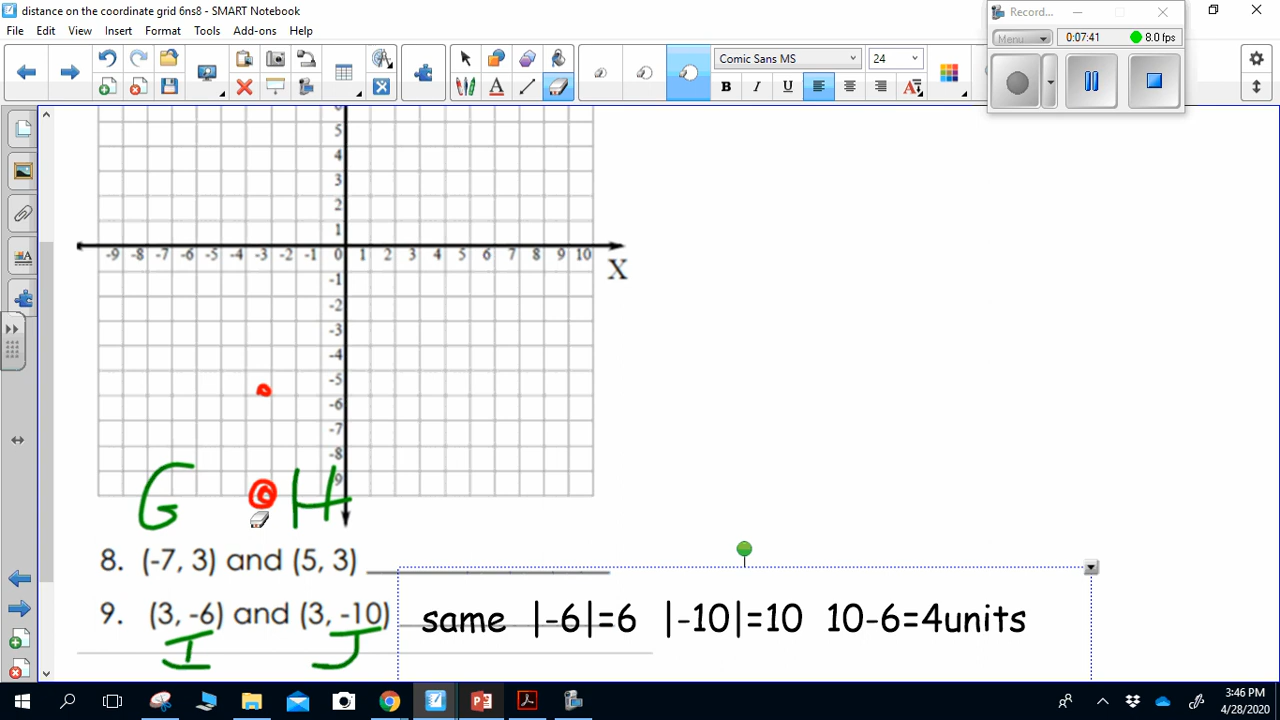 distance on the coordinate grid 6ns8 - SMART Notebook
Record...
File Edit View Insert Format Tools Add-ons
Menu 0:07:41 8.0 fps
Comic Sans MS 24
B I U
5
4
3
2
1
-9 -8 -7 -6 -5 -4 -3 -2 -1 0 1 2 3 4 5 6 7 8 9 10
X
-1
-2
-3
-4
-5
-6
-7
-8
9
G H
8. (-7, 3) and (5, 3)
9. (3, -6) and (3, -10) same |-6|=6 |-10|=10 10-6=4units
I J
3:46 PM
4/28/2020